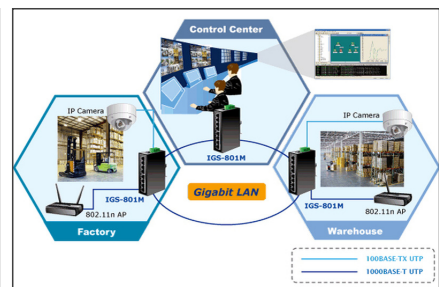 Control Center
IP Camera
IGS-801M
IP Camera
IGS-801M
Gigabit LAN
IGS-801M
802.11n AP
802.11n AP
Factory
Warehouse
100BASE-TX UTP
1000BASE-T UTP